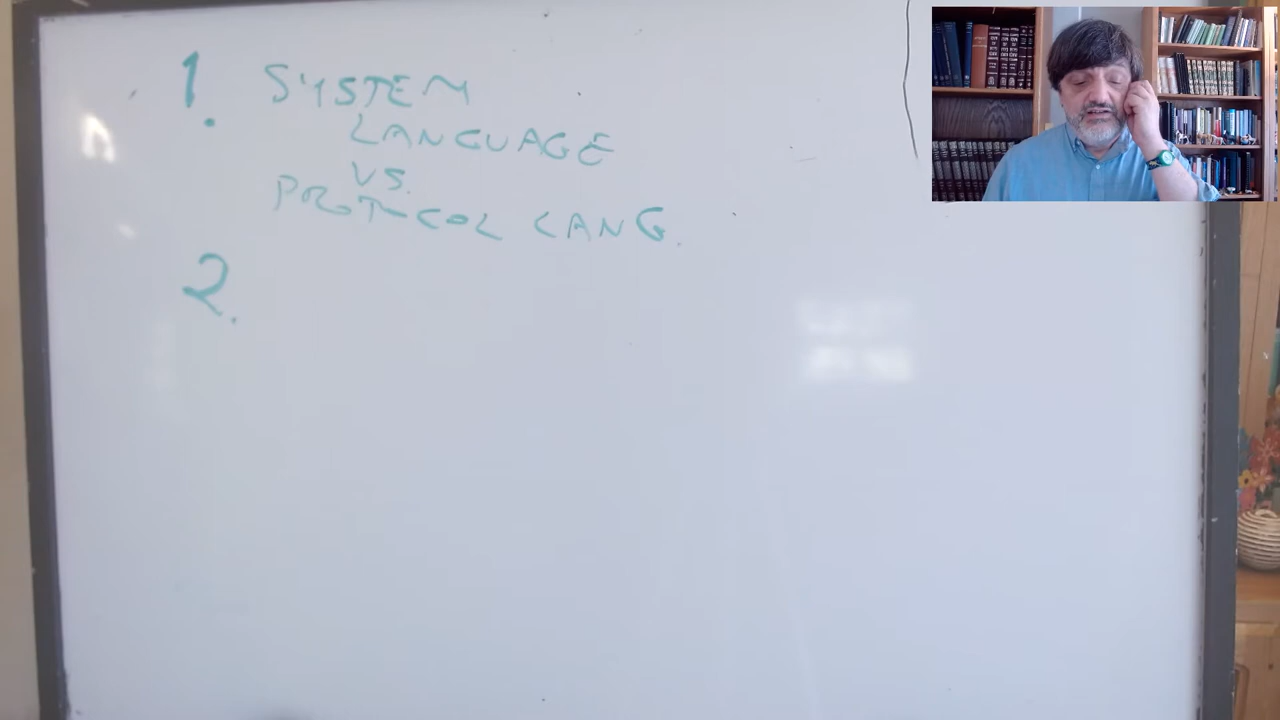 1. SYSTEM
LANGUAGE
VS.
PROTOCOL LANG.
2.